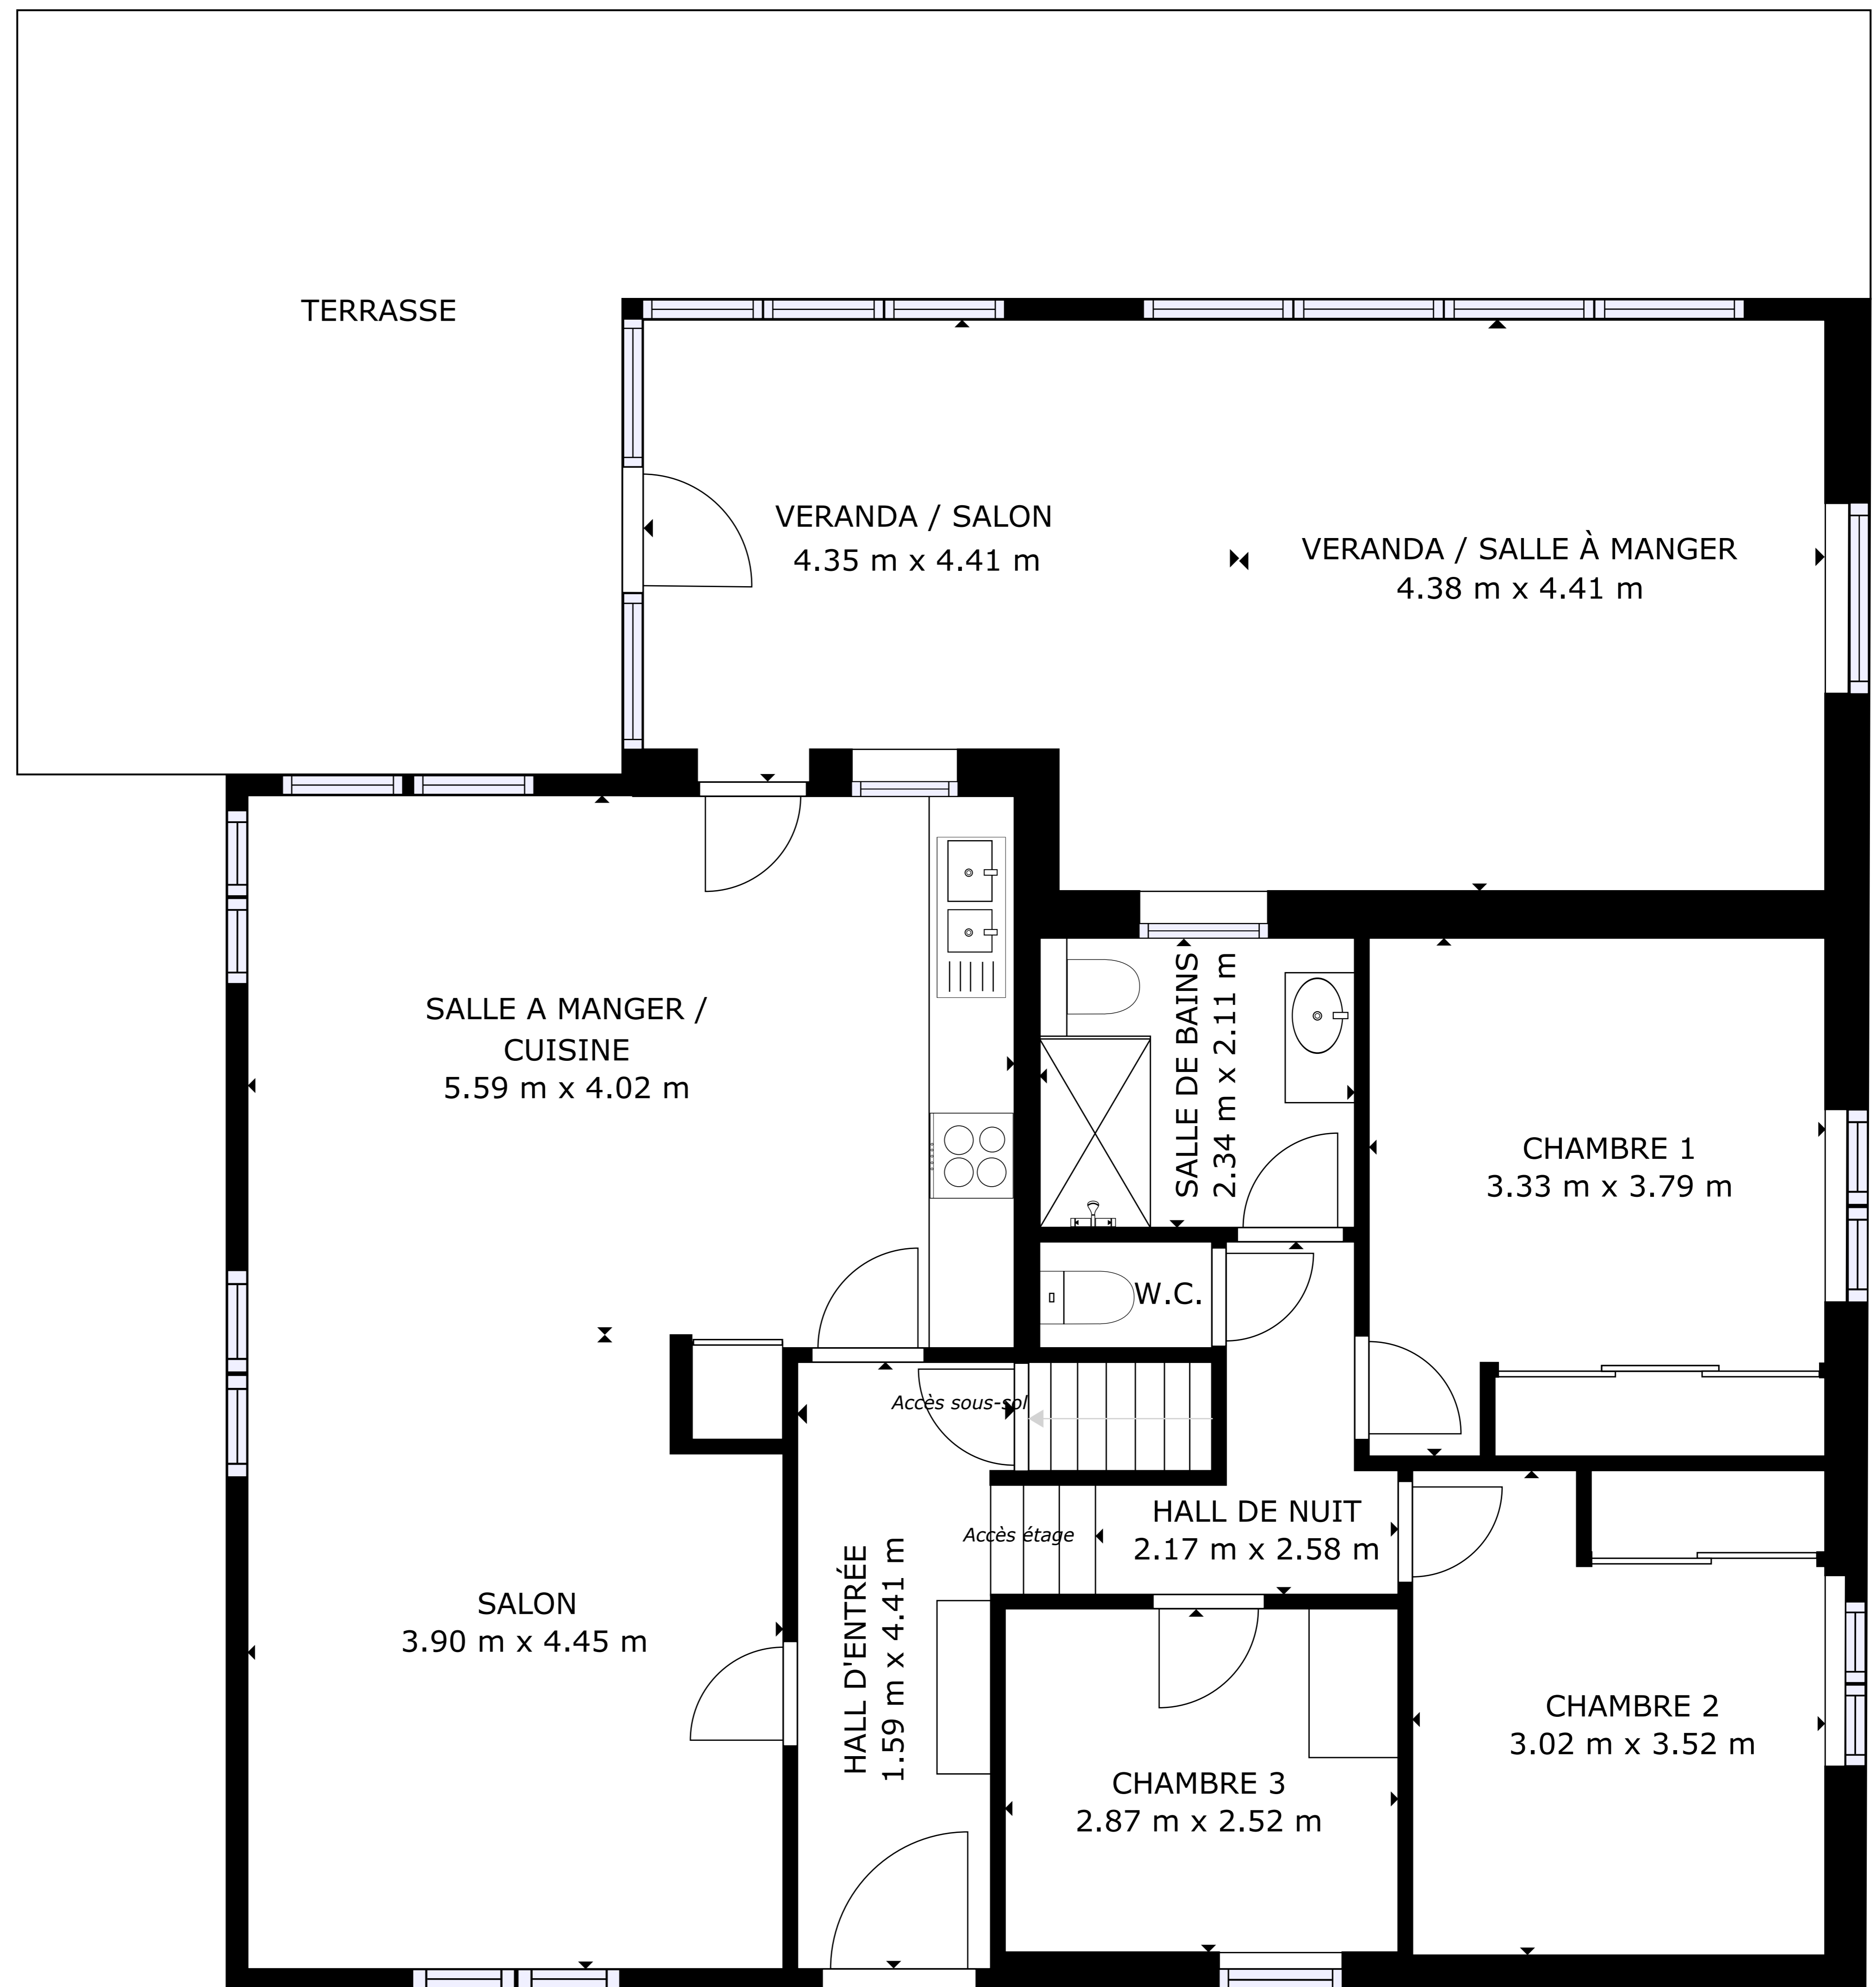 TERRASSE
VERANDA / SALON
4.35 m x 4.41 m
VERANDA / SALLE À MANGER
4.38 m x 4.41 m
SALLE A MANGER /
CUISINE
5.59 m x 4.02 m
SALLE DE BAINS
2.34 m x 2.11 m
CHAMBRE 1
3.33 m x 3.79 m
W.C.
Accès sous-sol
HALL DE NUIT
2.17 m x 2.58 m
Accès étage
SALON
3.90 m x 4.45 m
HALL D'ENTRÉE
1.59 m x 4.41 m
CHAMBRE 2
3.02 m x 3.52 m
CHAMBRE 3
2.87 m x 2.52 m